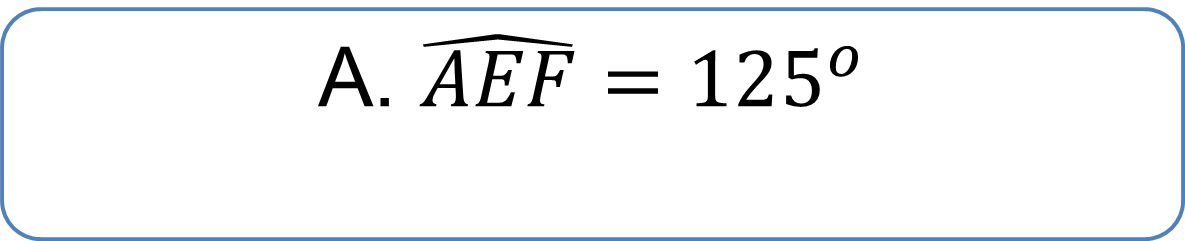 A. $\widehat{AEF} = 125^o$